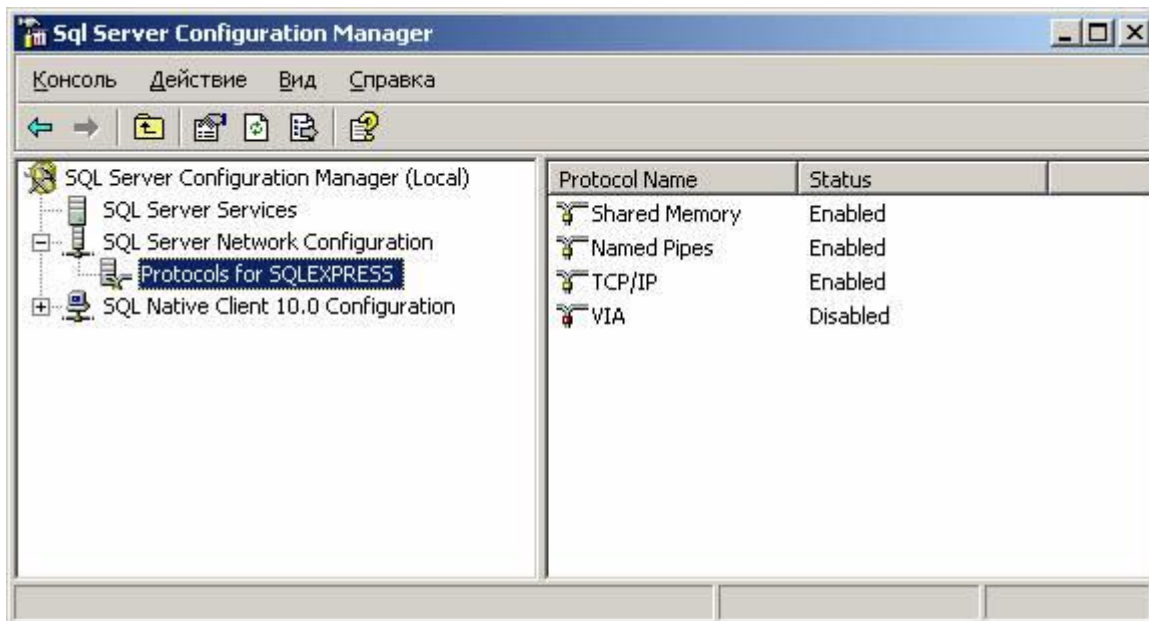 Sql Server Configuration Manager
Консоль Действие Вид Справка
SQL Server Configuration Manager (Local)
SQL Server Services
SQL Server Network Configuration
Protocols for SQLEXPRESS
SQL Native Client 10.0 Configuration
Protocol Name Status
Shared Memory Enabled
Named Pipes Enabled
TCP/IP Enabled
VIA Disabled